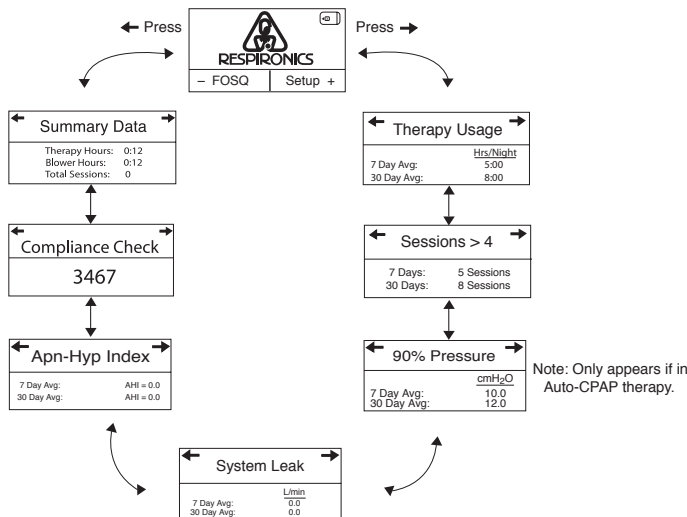 ← Press
RESPIRONICS
– FOSQ
Setup +
Press →
Summary Data
Therapy Hours: 0:12
Blower Hours: 0:12
Total Sessions: 0
Compliance Check
3467
Apn-Hyp Index
7 Day Avg: AHI = 0.0
30 Day Avg: AHI = 0.0
System Leak
L/min
7 Day Avg: 0.0
30 Day Avg: 0.0
Therapy Usage
Hrs/Night
7 Day Avg: 5:00
30 Day Avg: 8:00
Sessions > 4
7 Days: 5 Sessions
30 Days: 8 Sessions
90% Pressure
cmH₂O
7 Day Avg: 10.0
30 Day Avg: 12.0
Note: Only appears if in
Auto-CPAP therapy.